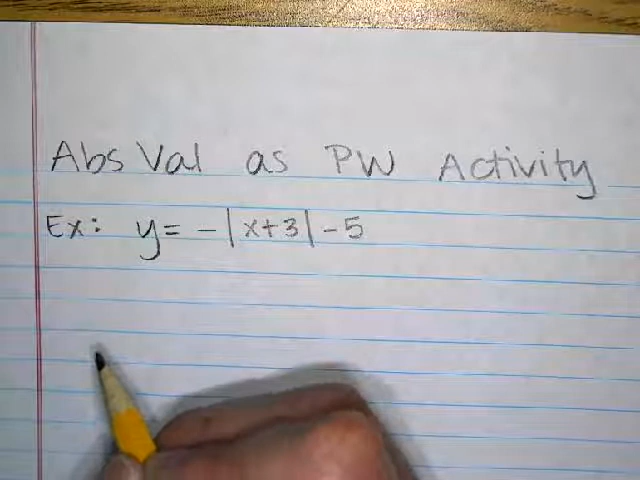 Abs Val as PW Activity
Ex: y = -|x+3| -5